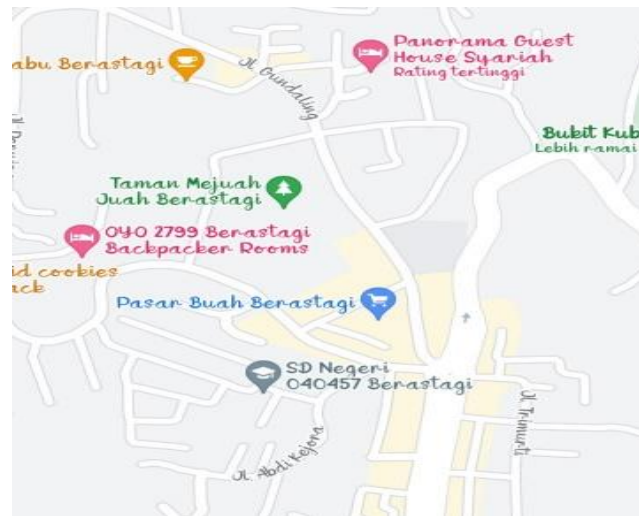 Panorama Guest
House Syariah
Rating tertinggi
abu Berastagi
Jl. Gundaling
Bukit Kub
Lebih ramai
Taman Mejuah
Juah Berastagi
OYO 2799 Berastagi
Backpacker Rooms
id cookies
ack
Pasar Buah Berastagi
SD Negeri
040457 Berastagi
Jl. Trimurti
Jl. Abdi Kejora